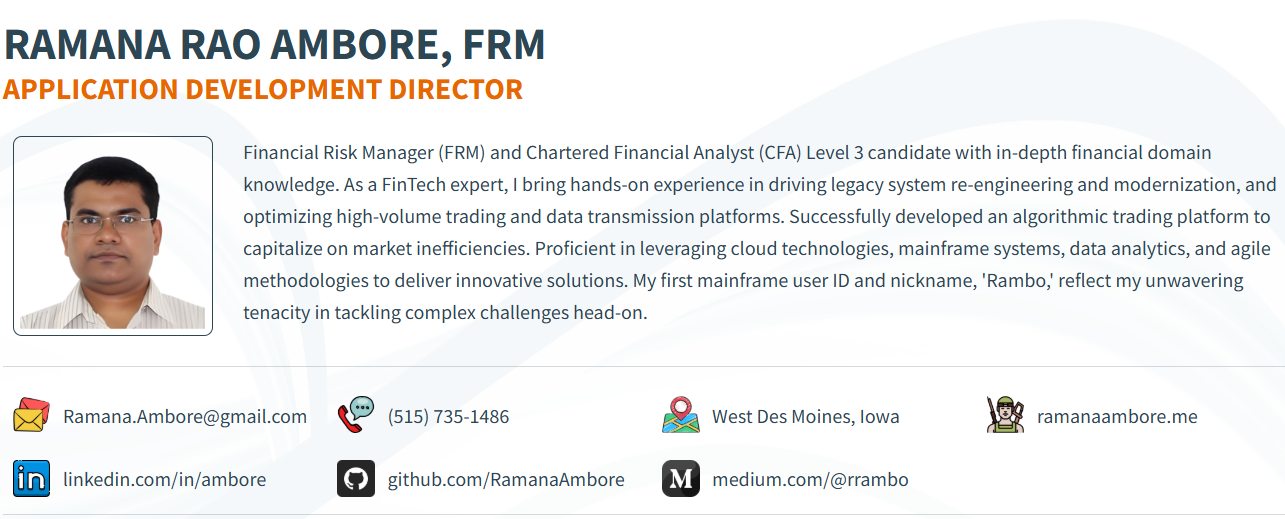 RAMANA RAO AMBORE, FRM
APPLICATION DEVELOPMENT DIRECTOR
Financial Risk Manager (FRM) and Chartered Financial Analyst (CFA) Level 3 candidate with in-depth financial domain
knowledge. As a FinTech expert, I bring hands-on experience in driving legacy system re-engineering and modernization, and
optimizing high-volume trading and data transmission platforms. Successfully developed an algorithmic trading platform to
capitalize on market inefficiencies. Proficient in leveraging cloud technologies, mainframe systems, data analytics, and agile
methodologies to deliver innovative solutions. My first mainframe user ID and nickname, 'Rambo,' reflect my unwavering
tenacity in tackling complex challenges head-on.
Ramana.Ambore@gmail.com
(515) 735-1486
West Des Moines, Iowa
ramanaambore.me
in
linkedin.com/in/ambore
github.com/RamanaAmbore
M
medium.com/@rrambo